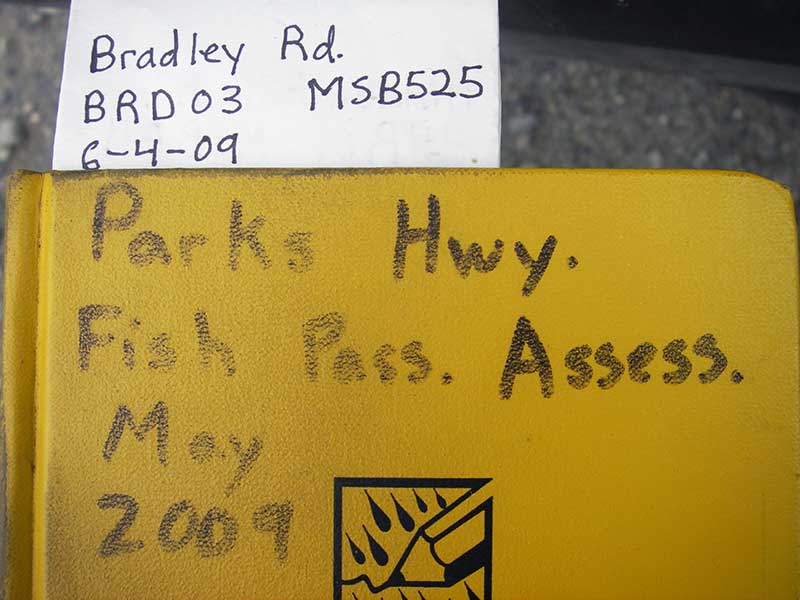 Bradley Rd.
BRD03 MSB525
6-4-09
Parks Hwy.
Fish Pass. Assess.
May
2009